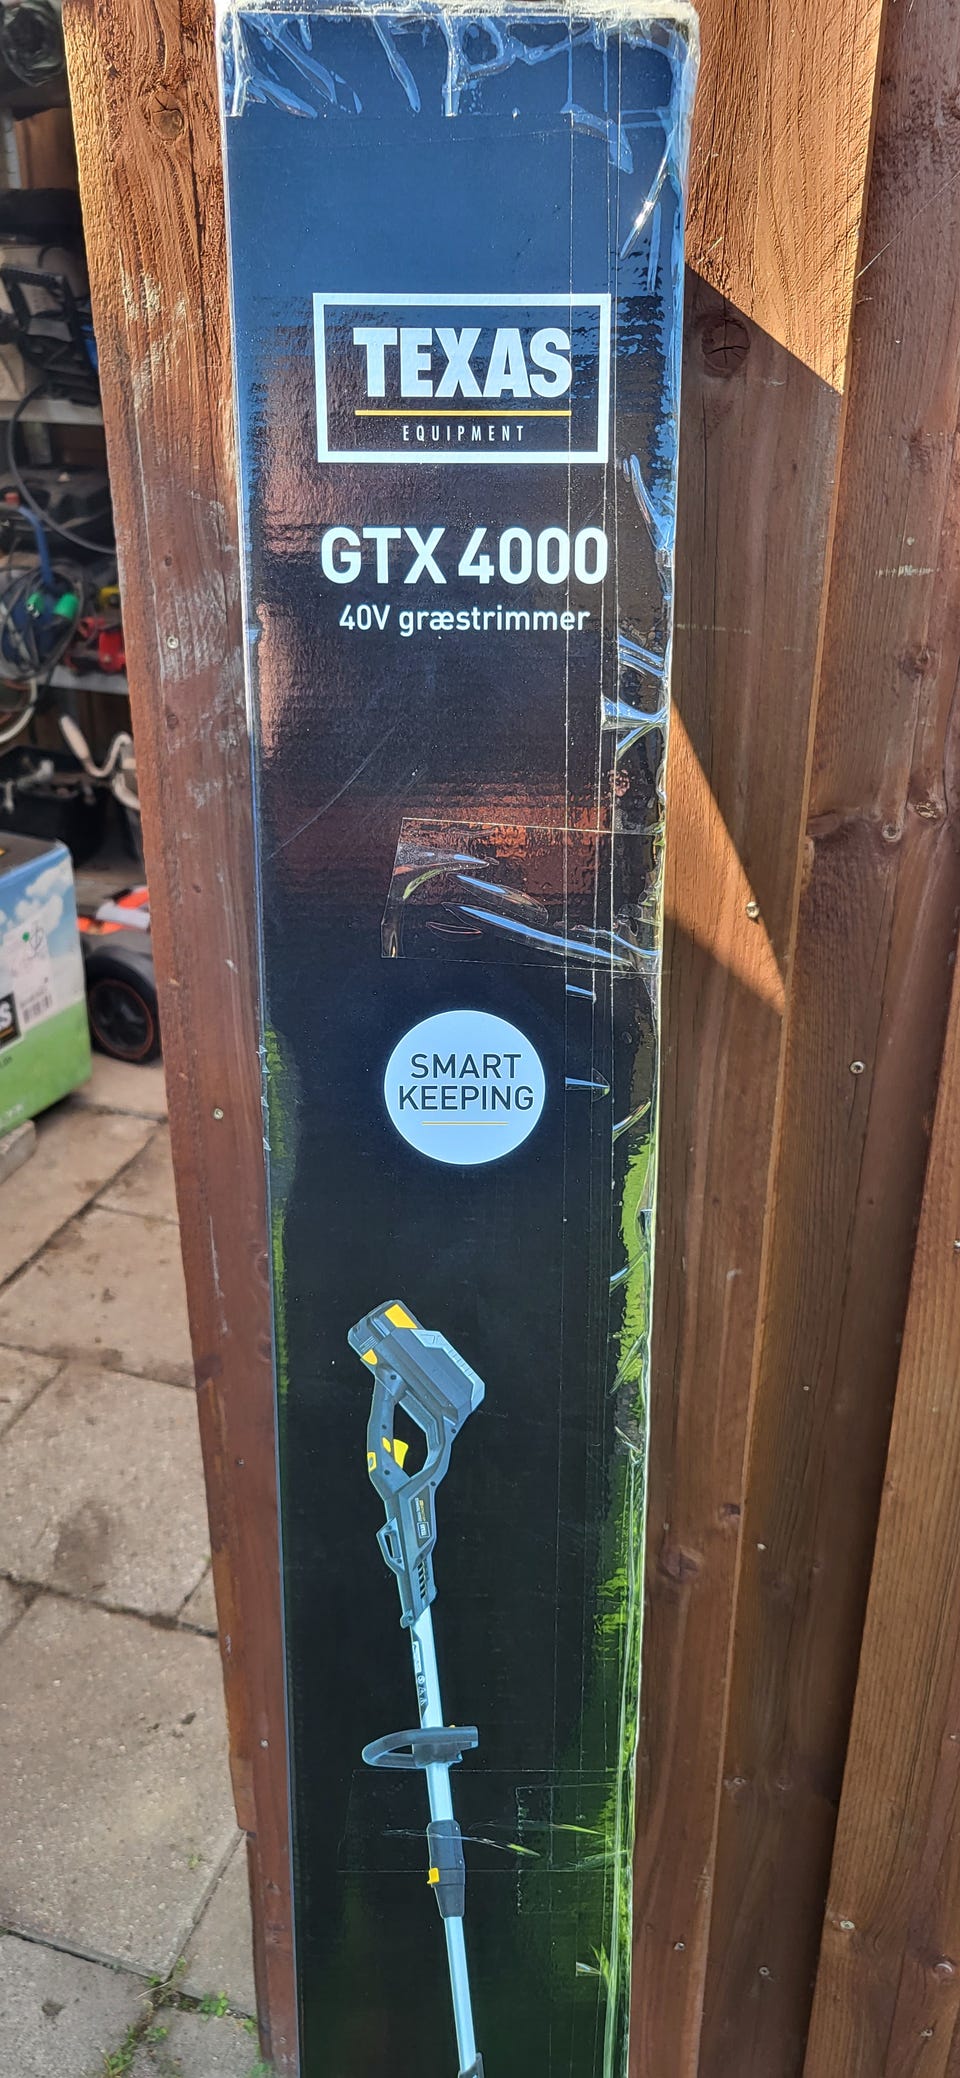 TEXAS
EQUIPMENT
GTX 4000
40V græstrimmer
SMART
KEEPING